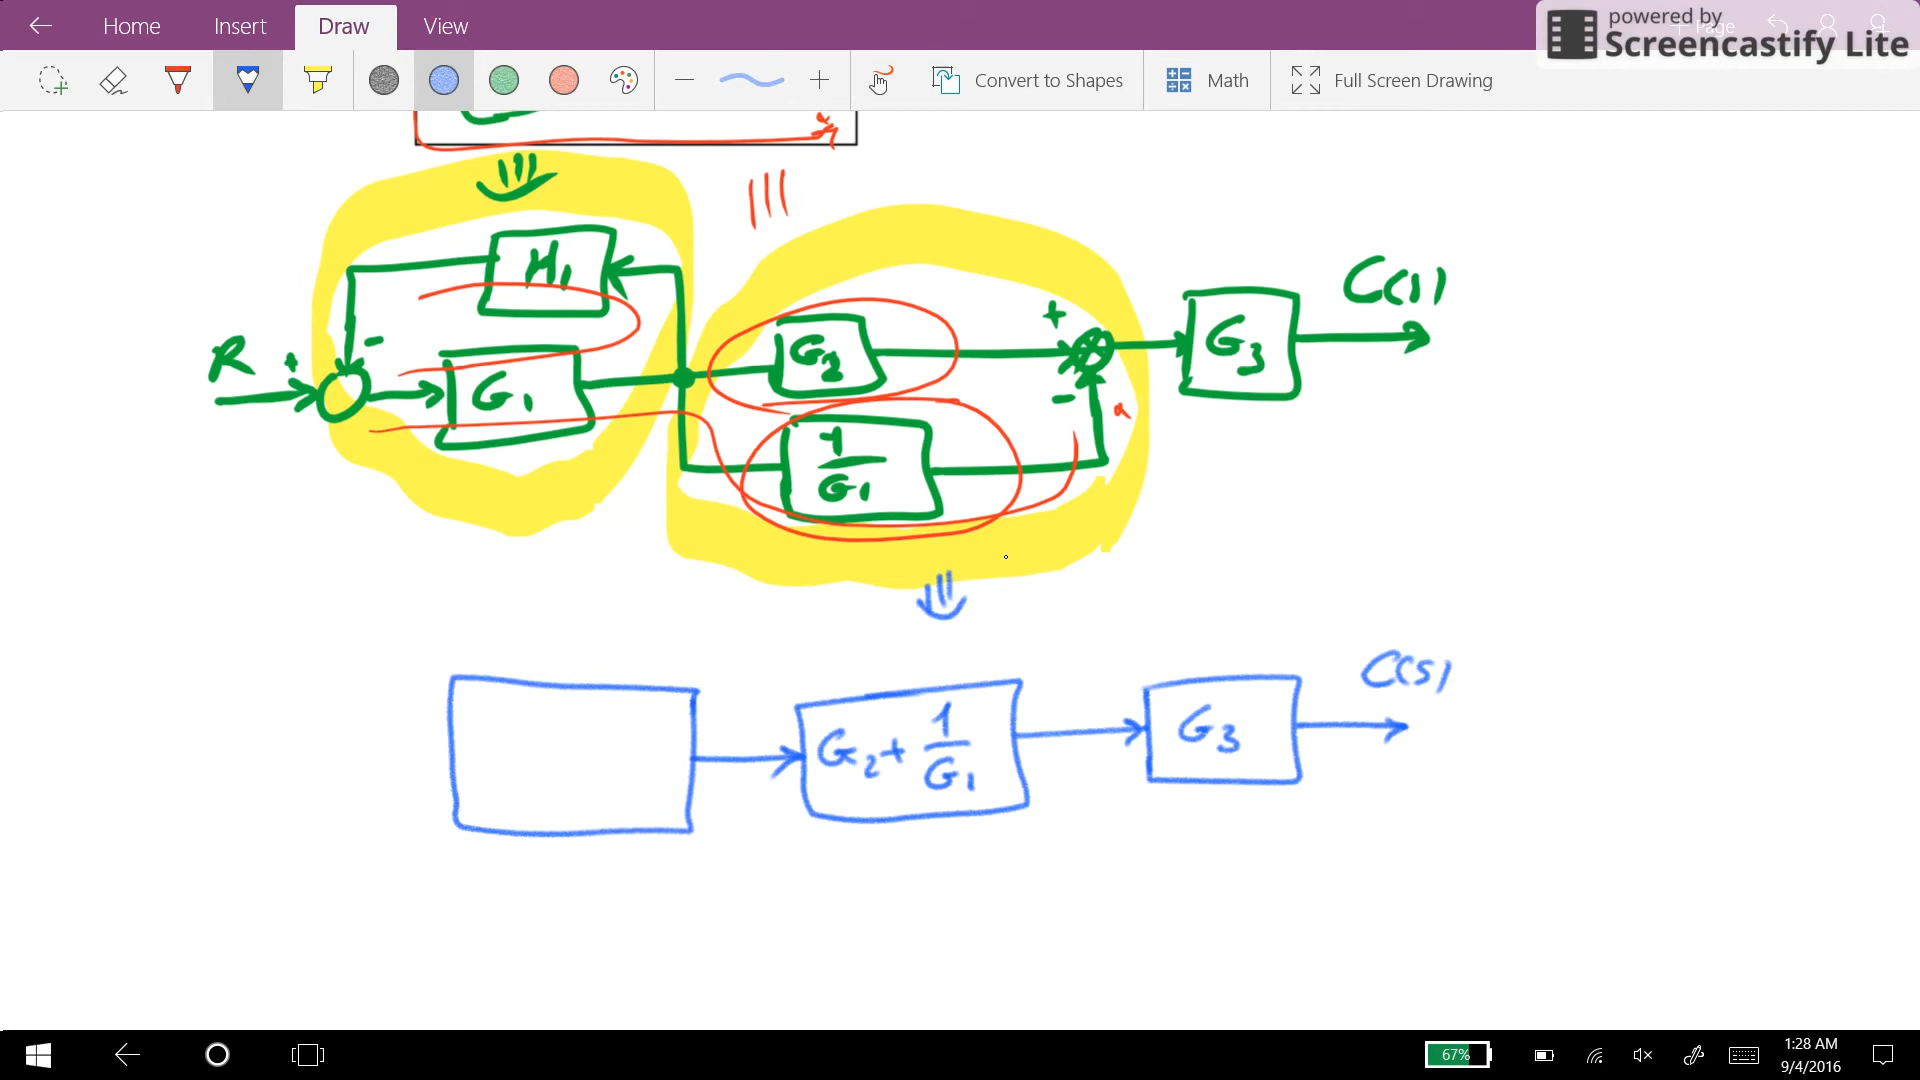 Home Insert Draw View
Page
powered by
Screencastify Lite
Convert to Shapes Math Full Screen Drawing
H1
C(s)
R + - G1 G2 + G3
-
a
1
G1
C(s)
G2 + 1 G3
G1
67%
1:28 AM
9/4/2016